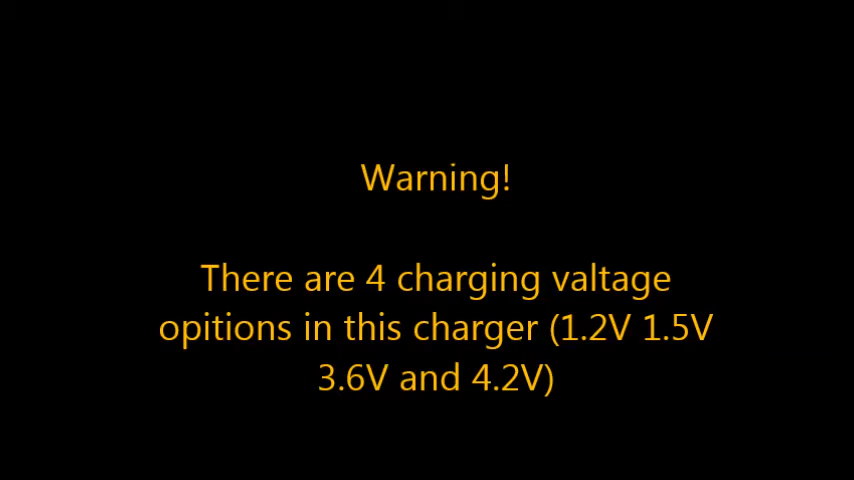 Warning!
There are 4 charging valtage
opitions in this charger (1.2V 1.5V
3.6V and 4.2V)